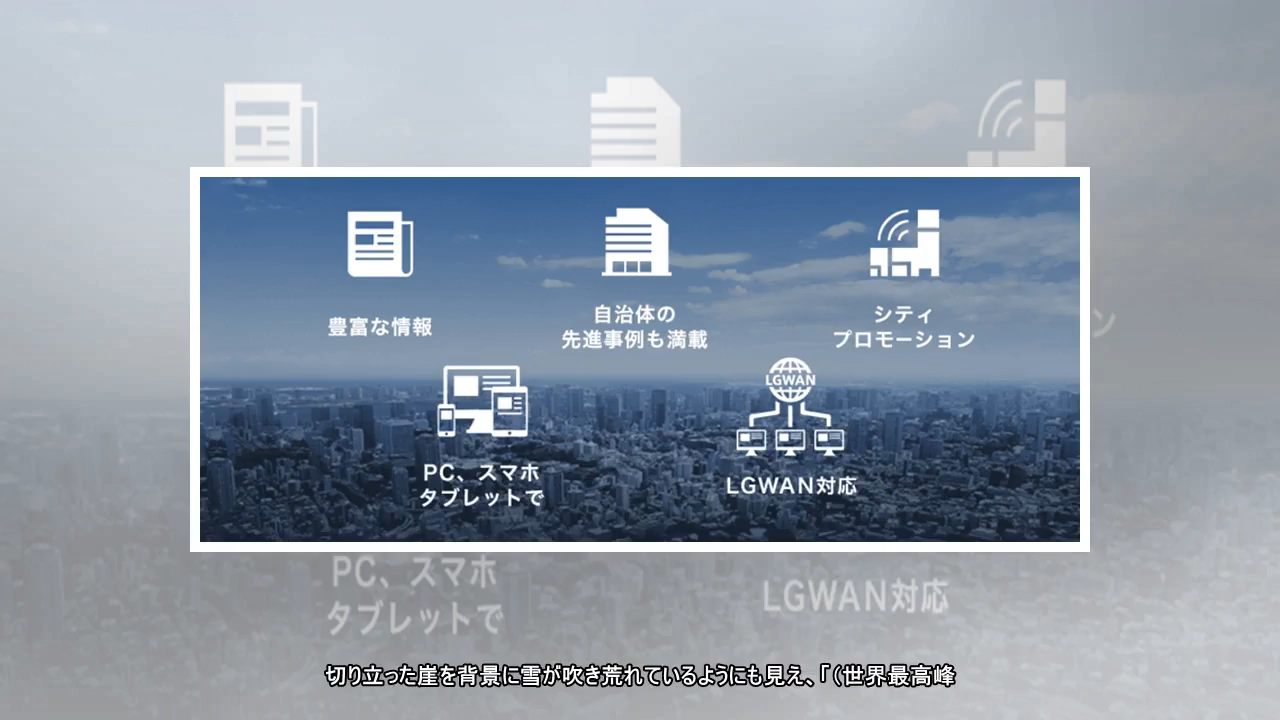 豊富な情報
自治体の
先進事例も満載
シティ
プロモーション
LGWAN
PC、スマホ
タブレットで
LGWAN対応
ン
PC、スマホ
タブレットで
LGWAN対応
切り立った崖を背景に雪が吹き荒れているようにも見え、「（世界最高峰